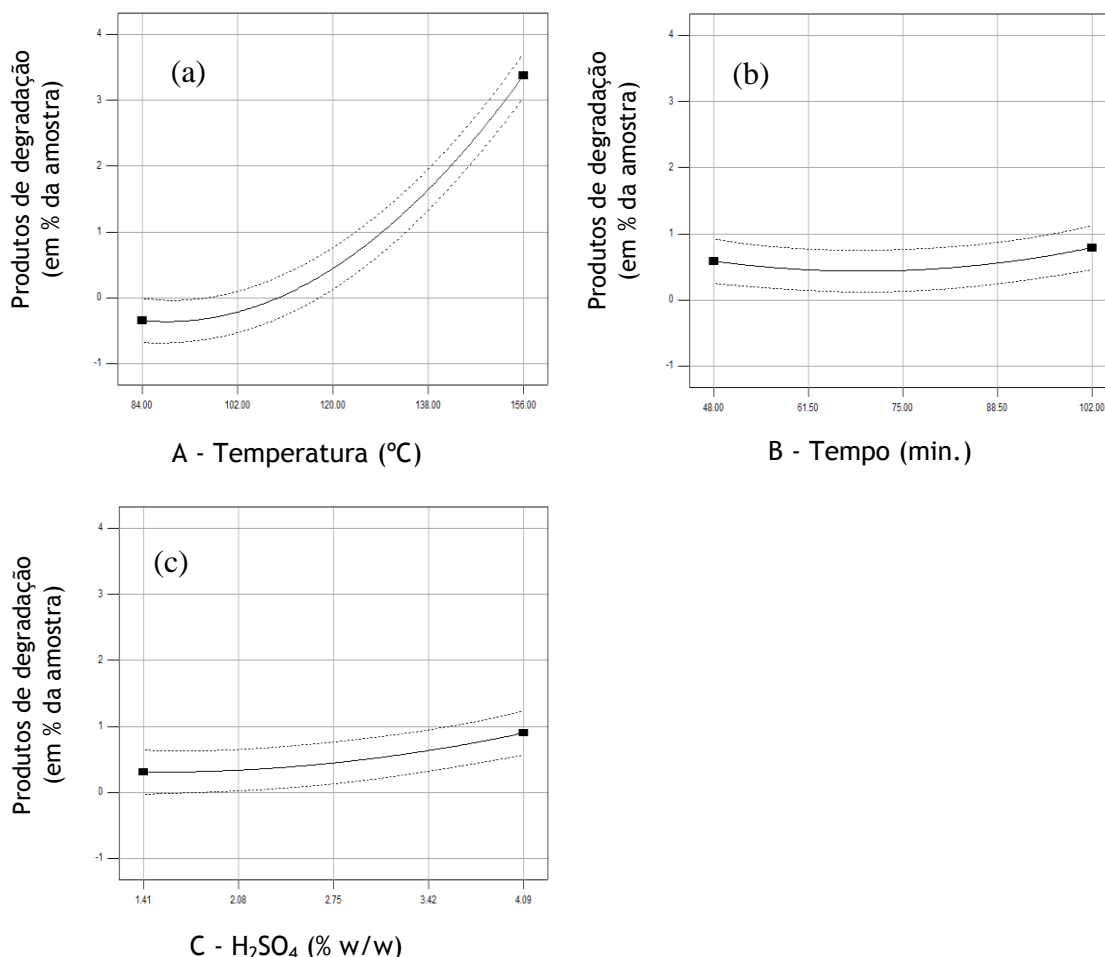 Produtos de degradação
(em % da amostra)
(a)
4
3
2
1
0
-1
84.00 102.00 120.00 138.00 156.00
A - Temperatura (ºC)
Produtos de degradação
(em % da amostra)
(b)
4
3
2
1
0
-1
48.00 61.50 75.00 88.50 102.00
B - Tempo (min.)
Produtos de degradação
(em % da amostra)
(c)
4
3
2
1
0
-1
1.41 2.08 2.75 3.42 4.09
C - H₂SO₄ (% w/w)